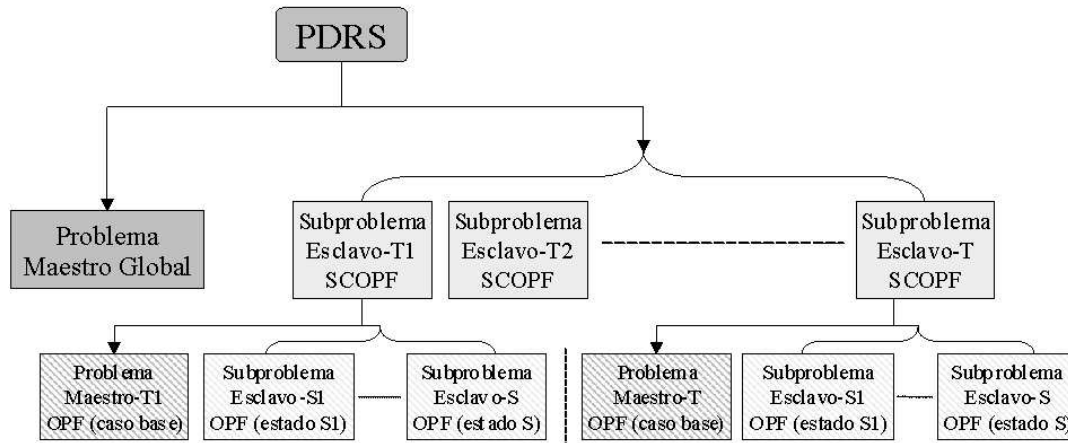 PDRS
Problema
Maestro Global
Subproblema
Esclavo-T1
SCOPF
Subproblema
Esclavo-T2
SCOPF
Subproblema
Esclavo-T
SCOPF
Problema
Maestro-T1
OPF (caso base)
Subproblema
Esclavo-S1
OPF (estado S1)
Subproblema
Esclavo-S
OPF (estado S)
Problema
Maestro-T
OPF (caso base)
Subproblema
Esclavo-S1
OPF (estado S1)
Subproblema
Esclavo-S
OPF (estado S)